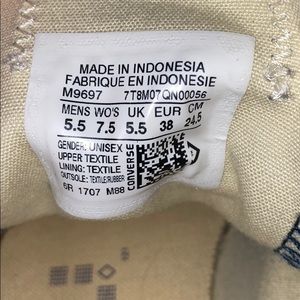 MADE IN INDONESIA
FABRIQUE EN INDONESIE
M9697 7T8M07QN00056
MENS WO'S UK EUR CM
5.5 7.5 5.5 38 24.5
GENDER: UNISEX
UPPER TEXTILE
LINING: TEXTILE
OUTSOLE: TEXTILE/RUBBER
6R 1707 M88
CONVERSE